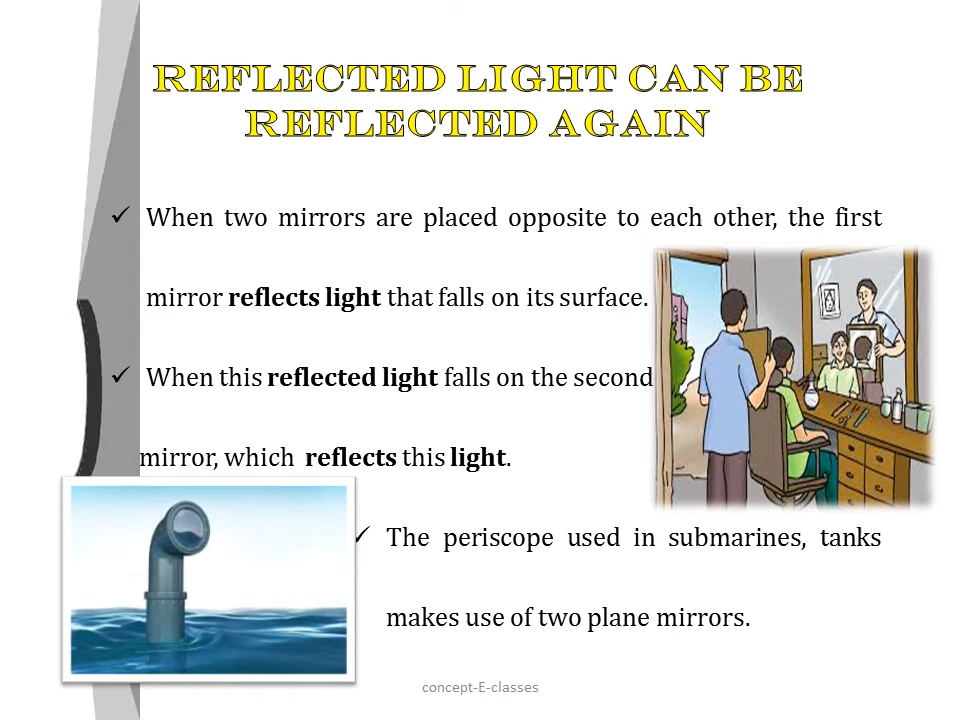 REFLECTED LIGHT CAN BE
REFLECTED AGAIN
✓ When two mirrors are placed opposite to each other, the first
mirror reflects light that falls on its surface.
✓ When this reflected light falls on the second
mirror, which reflects this light.
✓ The periscope used in submarines, tanks
makes use of two plane mirrors.
concept-E-classes